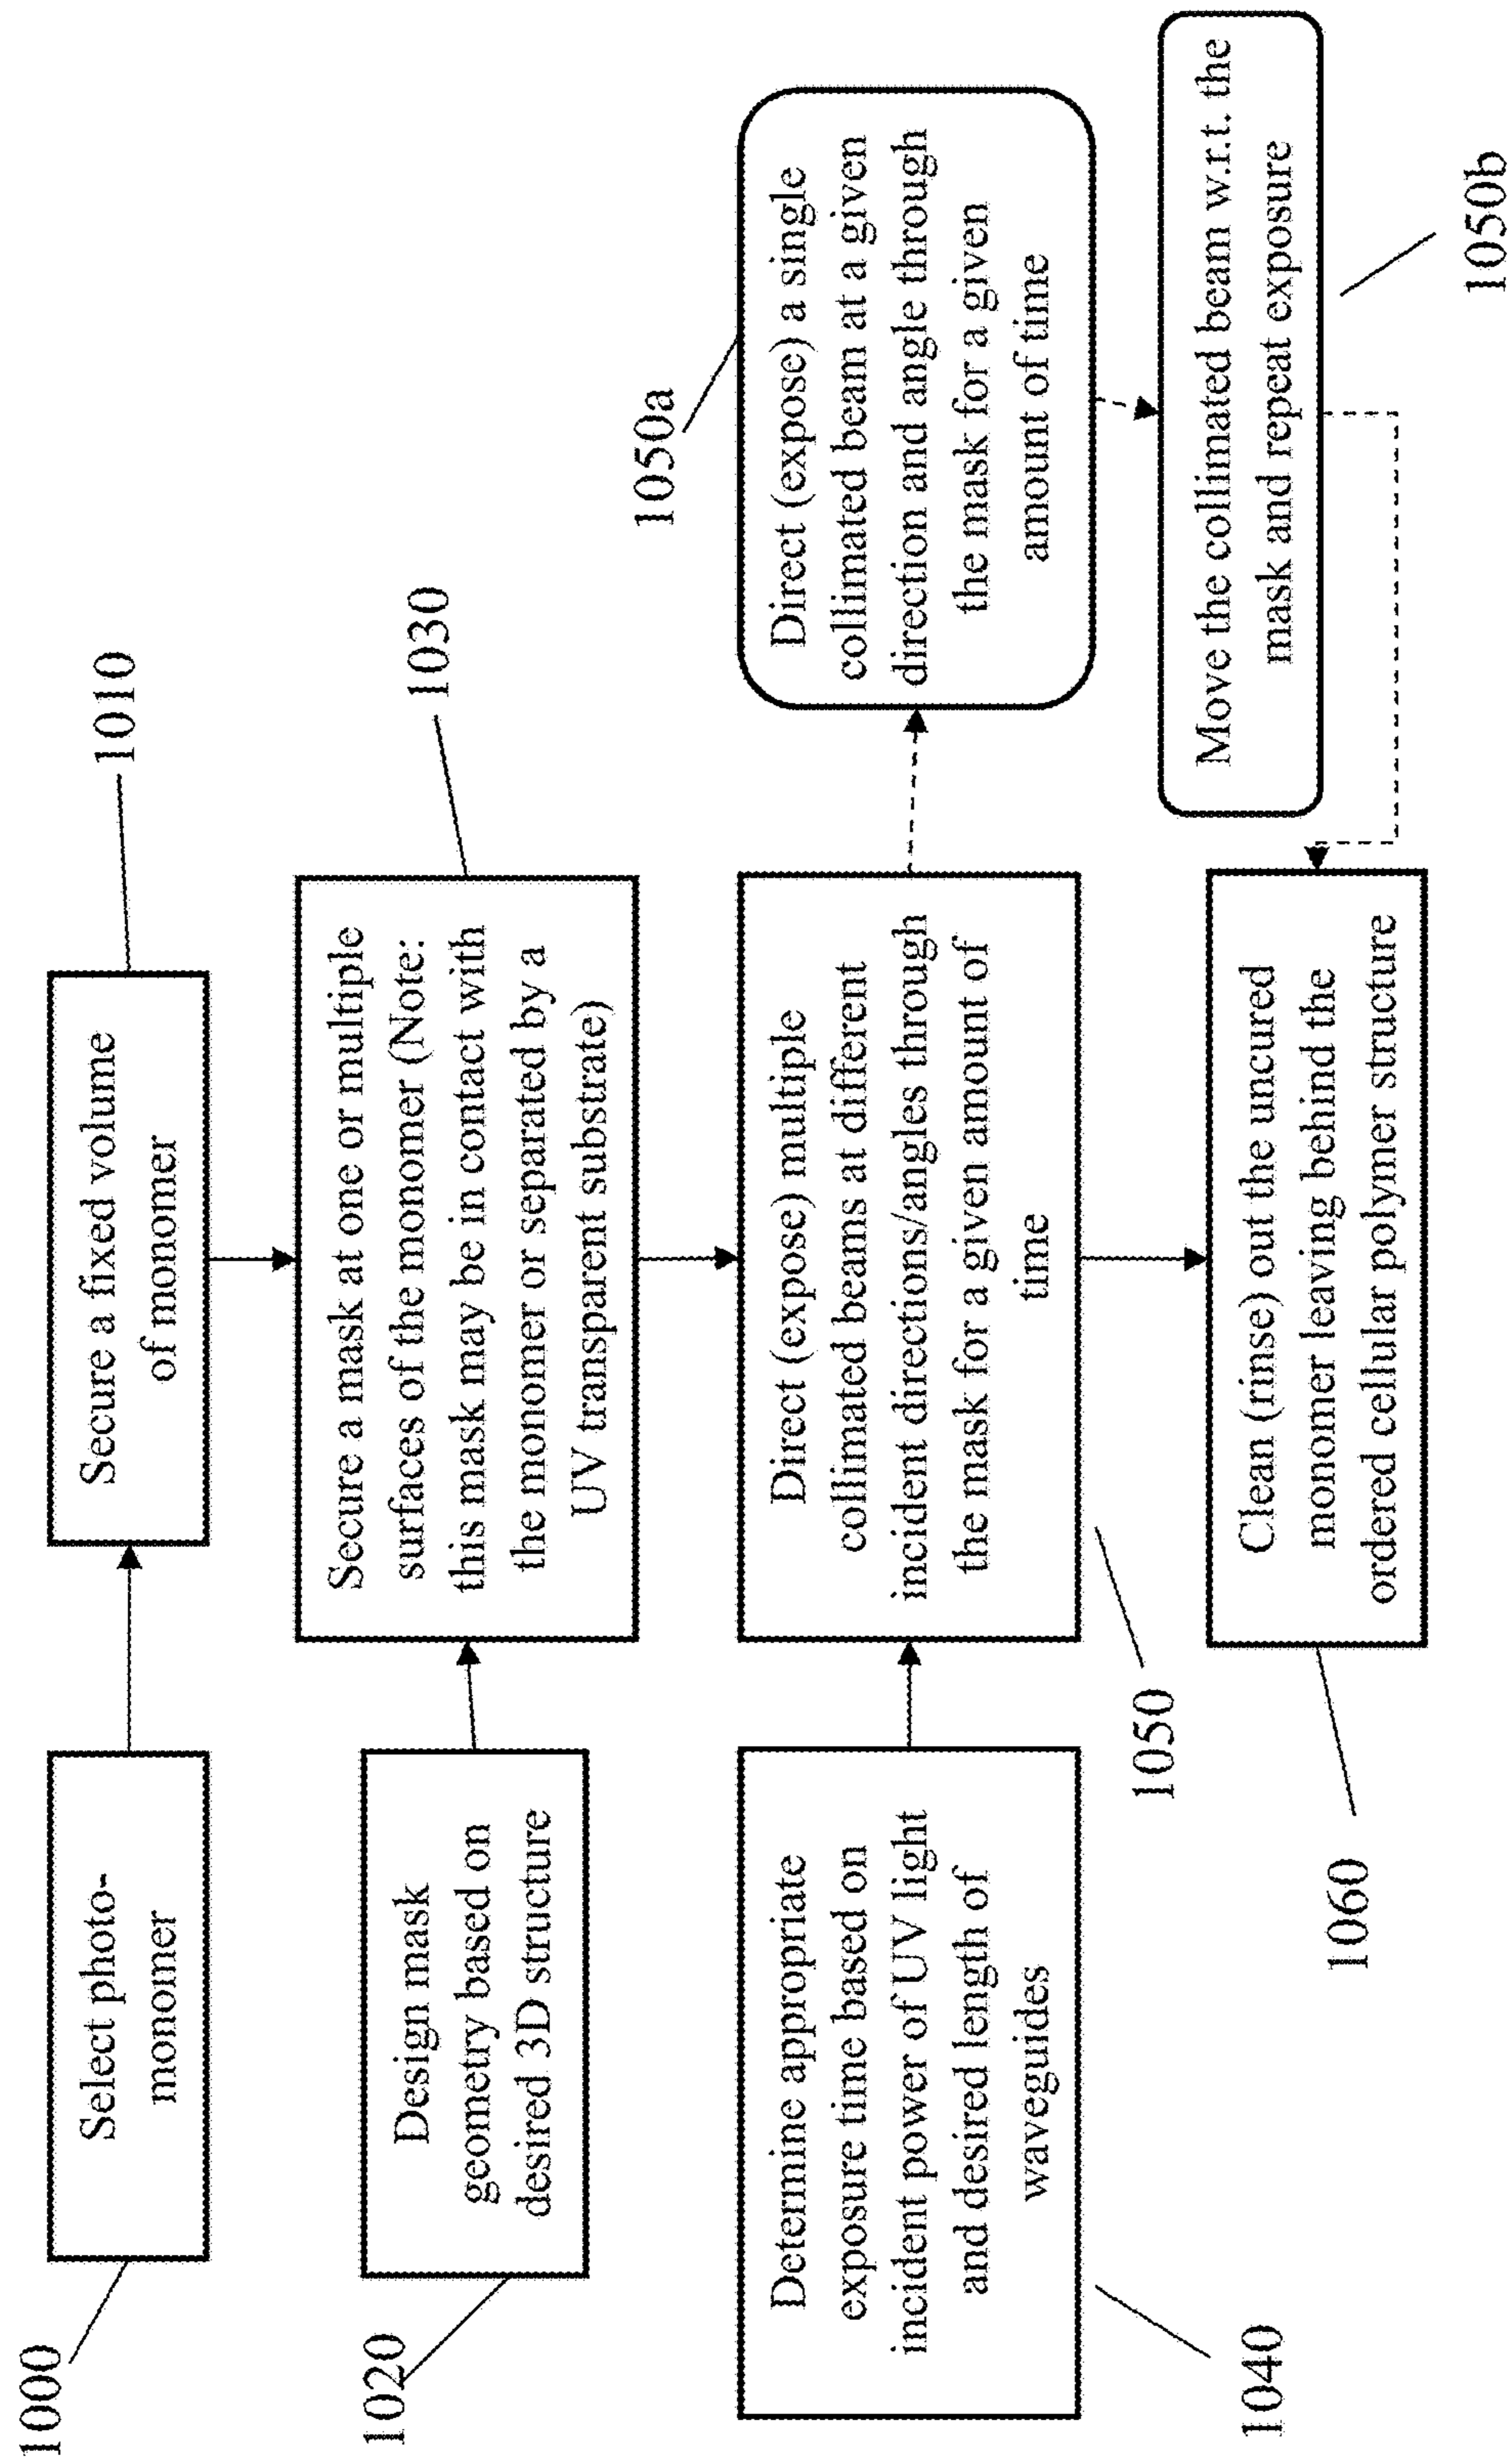 1000
Select photo-
monomer
Secure a fixed volume
of monomer
1010
1020
Design mask
geometry based on
desired 3D structure
Secure a mask at one or multiple
surfaces of the monomer (Note:
this mask may be in contact with
the monomer or separated by a
UV transparent substrate)
1030
1040
Determine appropriate
exposure time based on
incident power of UV light
and desired length of
waveguides
1050
Direct (expose) multiple
collimated beams at different
incident directions/angles through
the mask for a given amount of
time
1050a
Direct (expose) a single
collimated beam at a given
direction and angle through
the mask for a given
amount of time
Move the collimated beam w.r.t. the
mask and repeat exposure
1050b
1060
Clean (rinse) out the uncured
monomer leaving behind the
ordered cellular polymer structure